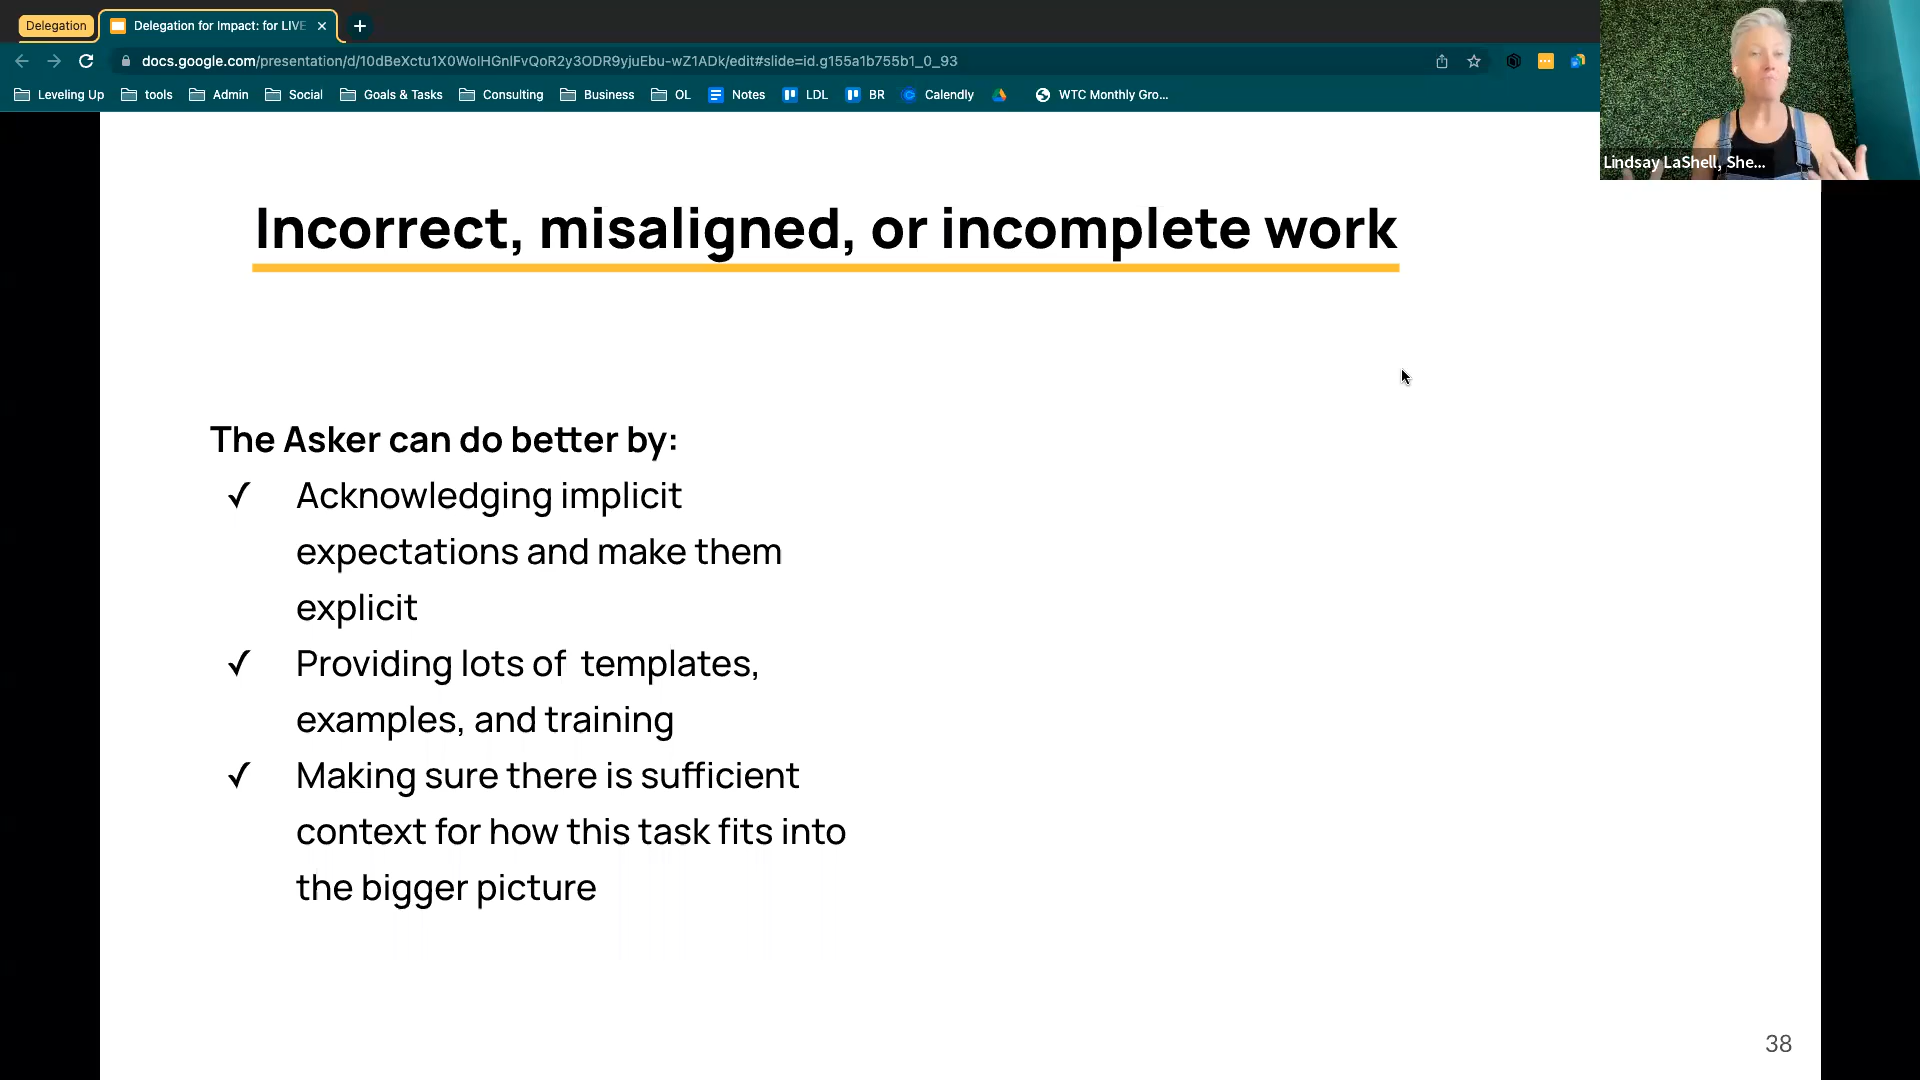 Delegation
Delegation for Impact: for LIVE
docs.google.com/presentation/d/10dBeXctu1X0WolHGnlFvQoR2y3ODR9yjuEbu-wZ1ADk/edit#slide=id.g155a1b755b1_0_93
Leveling Up tools Admin Social Goals & Tasks Consulting Business OL Notes LDL BR Calendly WTC Monthly Gro...
Lindsay LaShell, She...
Incorrect, misaligned, or incomplete work
The Asker can do better by:
✓ Acknowledging implicit
expectations and make them
explicit
✓ Providing lots of templates,
examples, and training
✓ Making sure there is sufficient
context for how this task fits into
the bigger picture
38